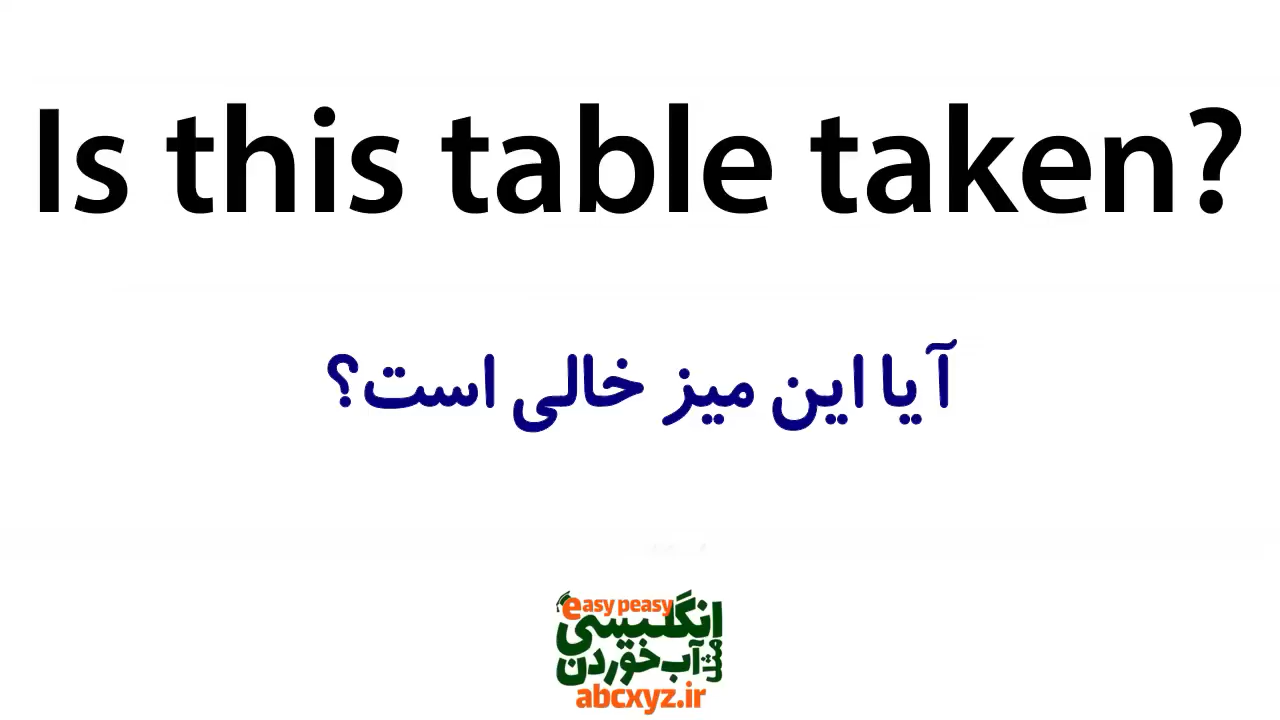 Is this table taken?
آیا این میز خالی است؟
easy peasy
انگلیسی
مثل آب خوردن
abcxyz.ir